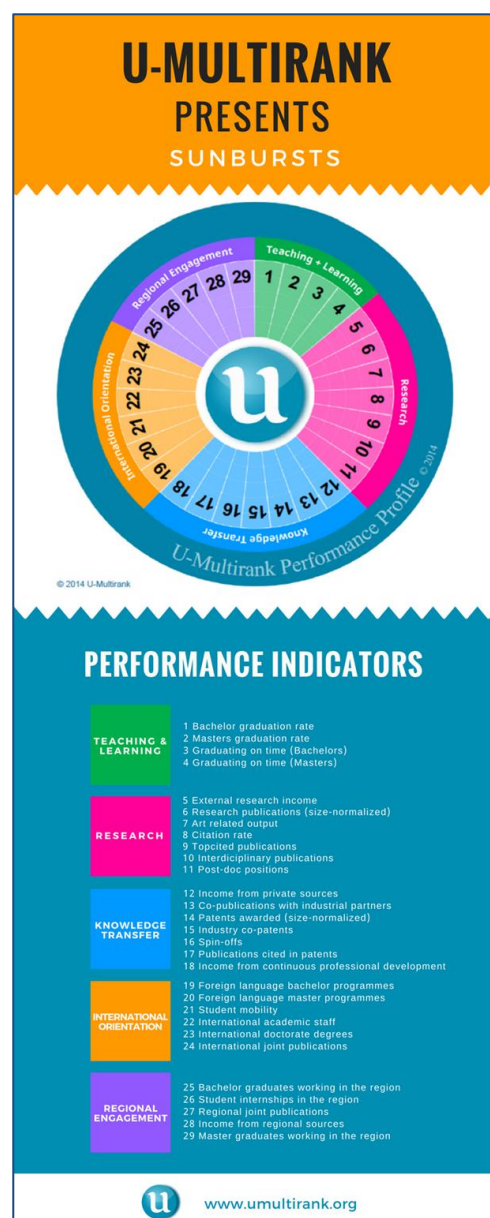 U-MULTIRANK
PRESENTS
SUNBURSTS
Teaching + Learning
1 2 3 4
Research
5 6 7 8 9 10 11
Knowledge Transfer
12 13 14 15 16 17 18
International Orientation
19 20 21 22 23 24
Regional Engagement
25 26 27 28 29
u
U-Multirank Performance Profile © 2014
© 2014 U-Multirank
PERFORMANCE INDICATORS
TEACHING &
LEARNING
1 Bachelor graduation rate
2 Masters graduation rate
3 Graduating on time (Bachelors)
4 Graduating on time (Masters)
RESEARCH
5 External research income
6 Research publications (size-normalized)
7 Art related output
8 Citation rate
9 Topcited publications
10 Interdiciplinary publications
11 Post-doc positions
KNOWLEDGE
TRANSFER
12 Income from private sources
13 Co-publications with industrial partners
14 Patents awarded (size-normalized)
15 Industry co-patents
16 Spin-offs
17 Publications cited in patents
18 Income from continuous professional development
INTERNATIONAL
ORIENTATION
19 Foreign language bachelor programmes
20 Foreign language master programmes
21 Student mobility
22 International academic staff
23 International doctorate degrees
24 International joint publications
REGIONAL
ENGAGEMENT
25 Bachelor graduates working in the region
26 Student internships in the region
27 Regional joint publications
28 Income from regional sources
29 Master graduates working in the region
u
www.umultirank.org